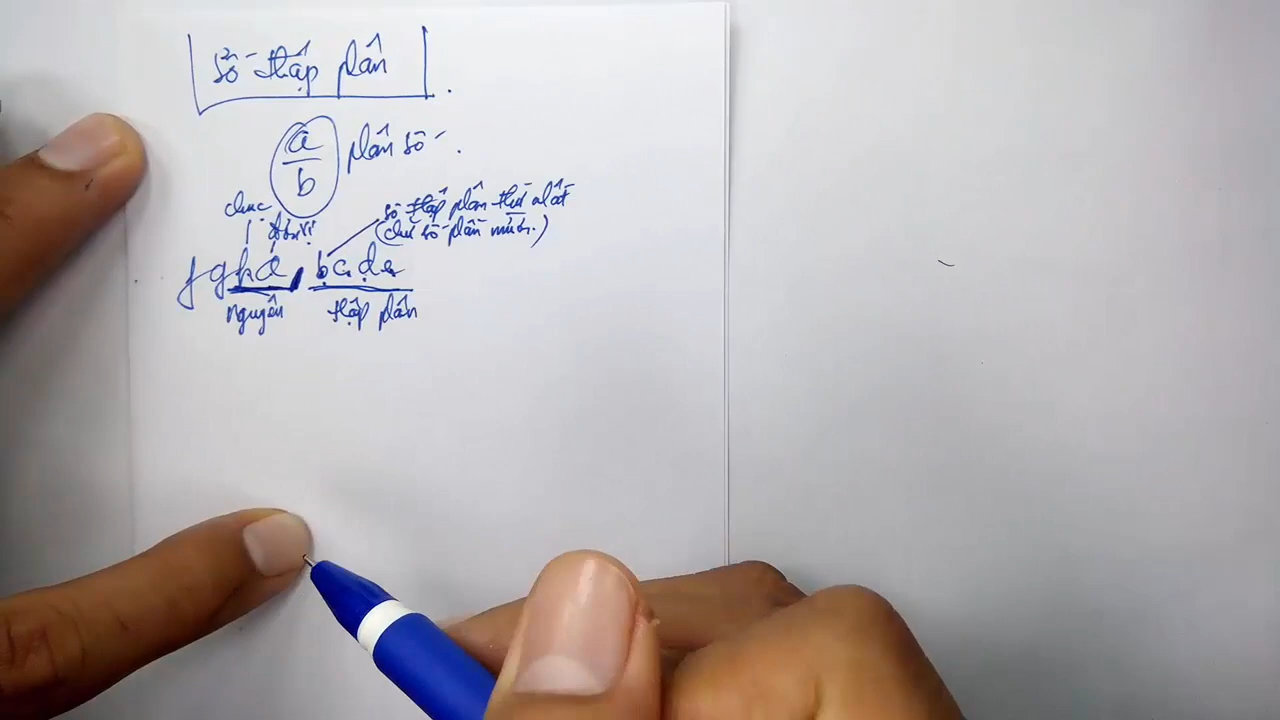 số thập phân
a/b phân số.
chục
đơn vị
số thập phân thứ nhất
(chữ số phần mười.)
fgha, bcde
nguyên thập phân